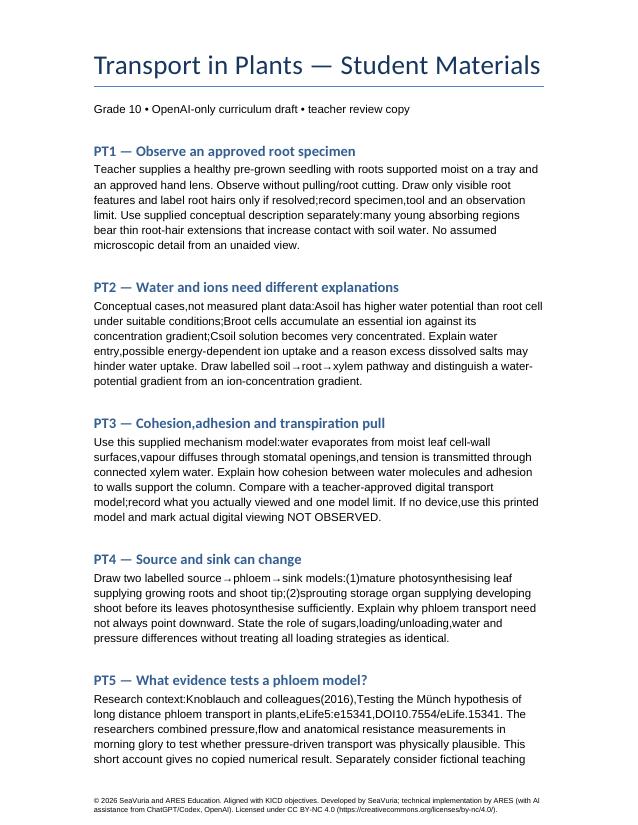 Transport in Plants — Student Materials
Grade 10 • OpenAI-only curriculum draft • teacher review copy
PT1 — Observe an approved root specimen
Teacher supplies a healthy pre-grown seedling with roots supported moist on a tray and
an approved hand lens. Observe without pulling/root cutting. Draw only visible root
features and label root hairs only if resolved;record specimen,tool and an observation
limit. Use supplied conceptual description separately:many young absorbing regions
bear thin root-hair extensions that increase contact with soil water. No assumed
microscopic detail from an unaided view.
PT2 — Water and ions need different explanations
Conceptual cases,not measured plant data:Asoil has higher water potential than root cell
under suitable conditions;Broot cells accumulate an essential ion against its
concentration gradient;Csoil solution becomes very concentrated. Explain water
entry,possible energy-dependent ion uptake and a reason excess dissolved salts may
hinder water uptake. Draw labelled soil→root→xylem pathway and distinguish a water-
potential gradient from an ion-concentration gradient.
PT3 — Cohesion,adhesion and transpiration pull
Use this supplied mechanism model:water evaporates from moist leaf cell-wall
surfaces,vapour diffuses through stomatal openings,and tension is transmitted through
connected xylem water. Explain how cohesion between water molecules and adhesion
to walls support the column. Compare with a teacher-approved digital transport
model;record what you actually viewed and one model limit. If no device,use this printed
model and mark actual digital viewing NOT OBSERVED.
PT4 — Source and sink can change
Draw two labelled source→phloem→sink models:(1)mature photosynthesising leaf
supplying growing roots and shoot tip;(2)sprouting storage organ supplying developing
shoot before its leaves photosynthesise sufficiently. Explain why phloem transport need
not always point downward. State the role of sugars,loading/unloading,water and
pressure differences without treating all loading strategies as identical.
PT5 — What evidence tests a phloem model?
Research context:Knoblauch and colleagues(2016),Testing the Münch hypothesis of
long distance phloem transport in plants,eLife5:e15341,DOI10.7554/eLife.15341. The
researchers combined pressure,flow and anatomical resistance measurements in
morning glory to test whether pressure-driven transport was physically plausible. This
short account gives no copied numerical result. Separately consider fictional teaching
© 2026 SeaVuria and ARES Education. Aligned with KICD objectives. Developed by SeaVuria; technical implementation by ARES (with AI
assistance from ChatGPT/Codex, OpenAI). Licensed under CC BY-NC 4.0 (https://creativecommons.org/licenses/by-nc/4.0/).